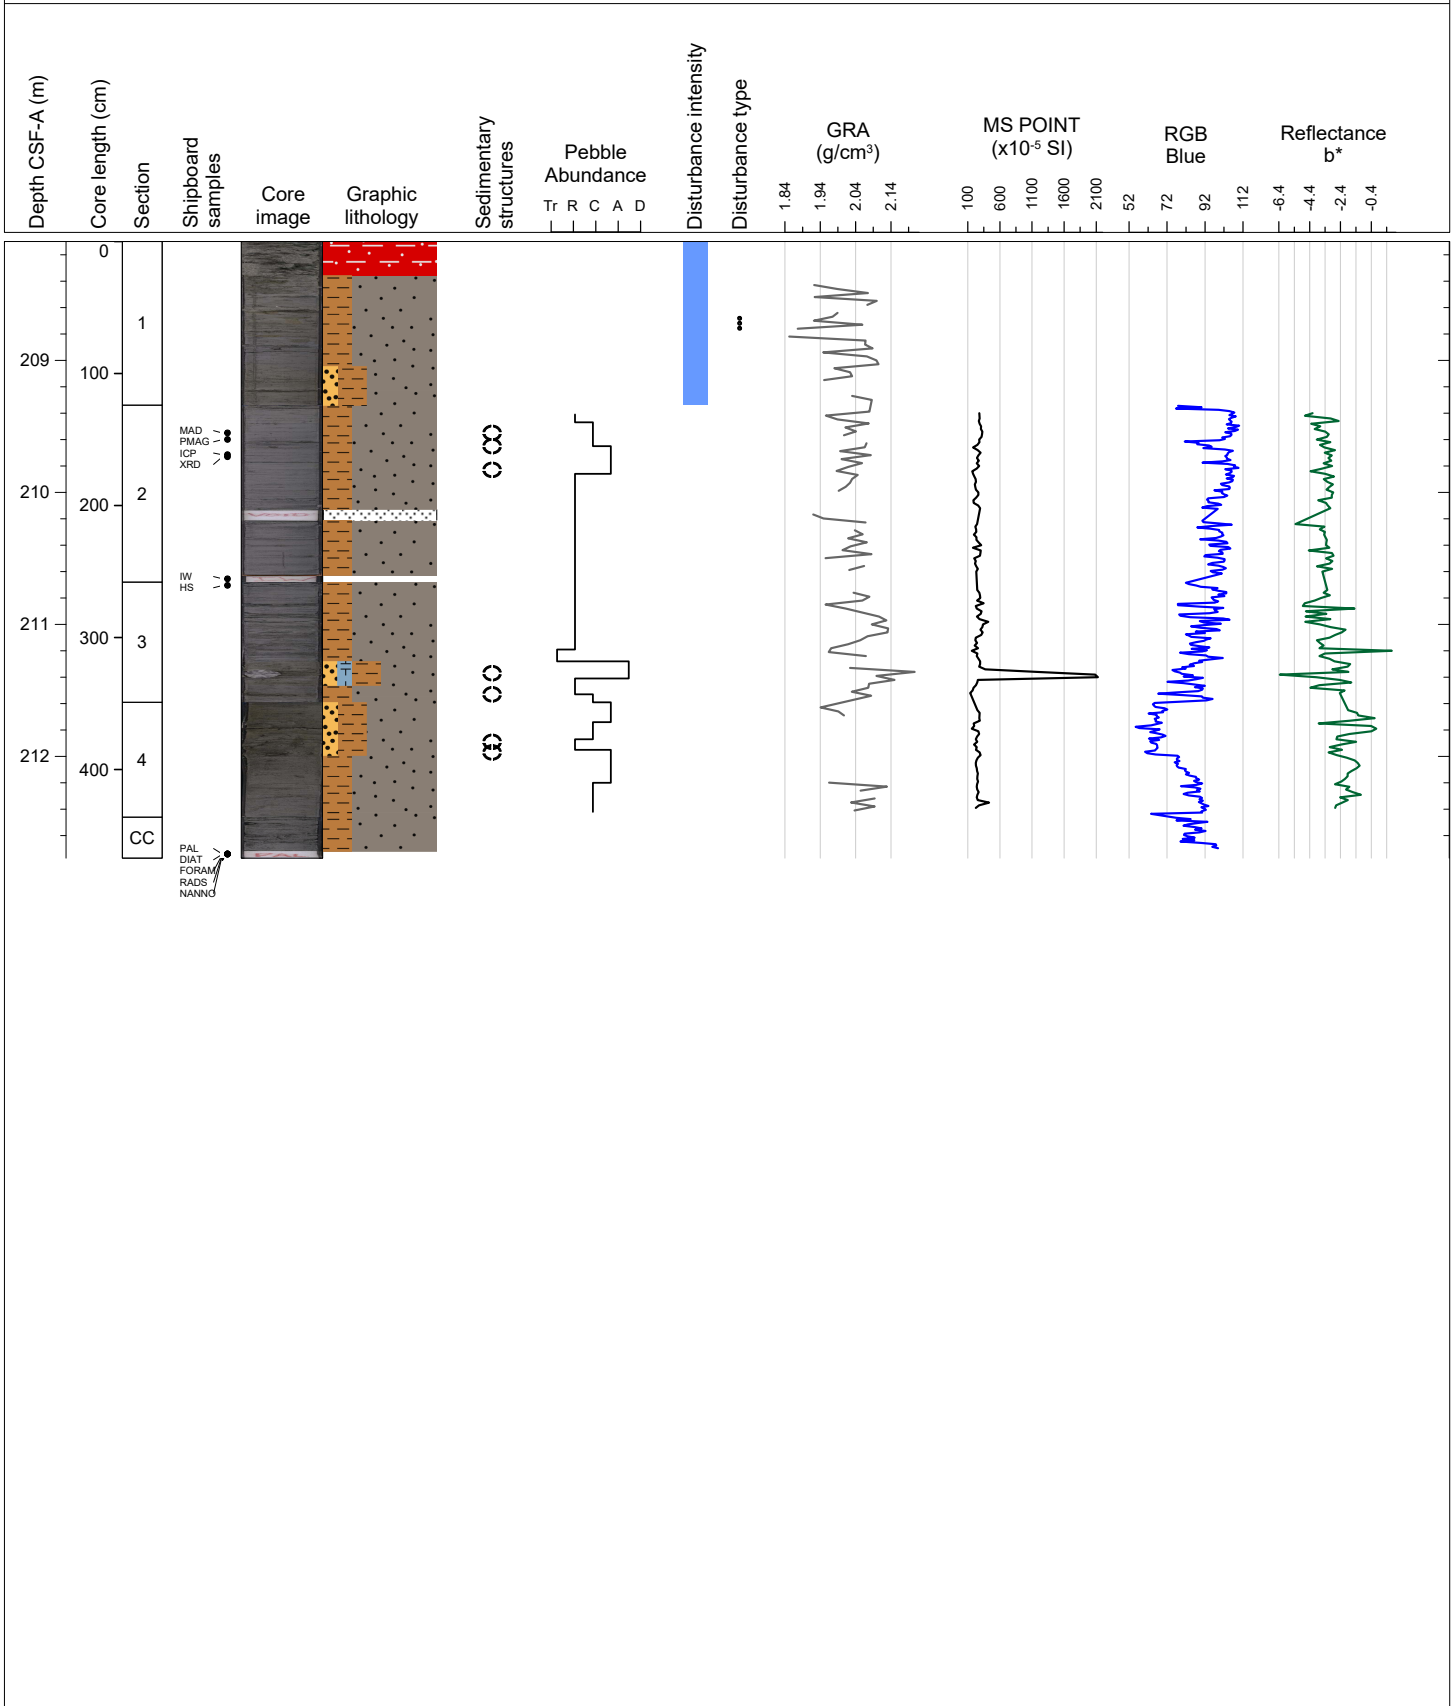 Depth CSF-A (m)
Core length (cm)
Section
Shipboard
samples
Core
image
Graphic
lithology
Sedimentary
structures
Pebble
Abundance
Tr R C A D
Disturbance intensity
Disturbance type
GRA
(g/cm³)
1.84 1.94 2.04 2.14
MS POINT
(x10⁻⁵ SI)
100 600 1100 1600 2100
RGB
Blue
52 72 92 112
Reflectance
b*
-6.4 -4.4 -2.4 -0.4
0
1
209
100
MAD
PMAG
ICP
XRD
210
2
200
VOID
IW
HS
IW
211
300
3
212
400
4
CC
PAL
PAL
DIAT
FORAM
RADS
NANNO